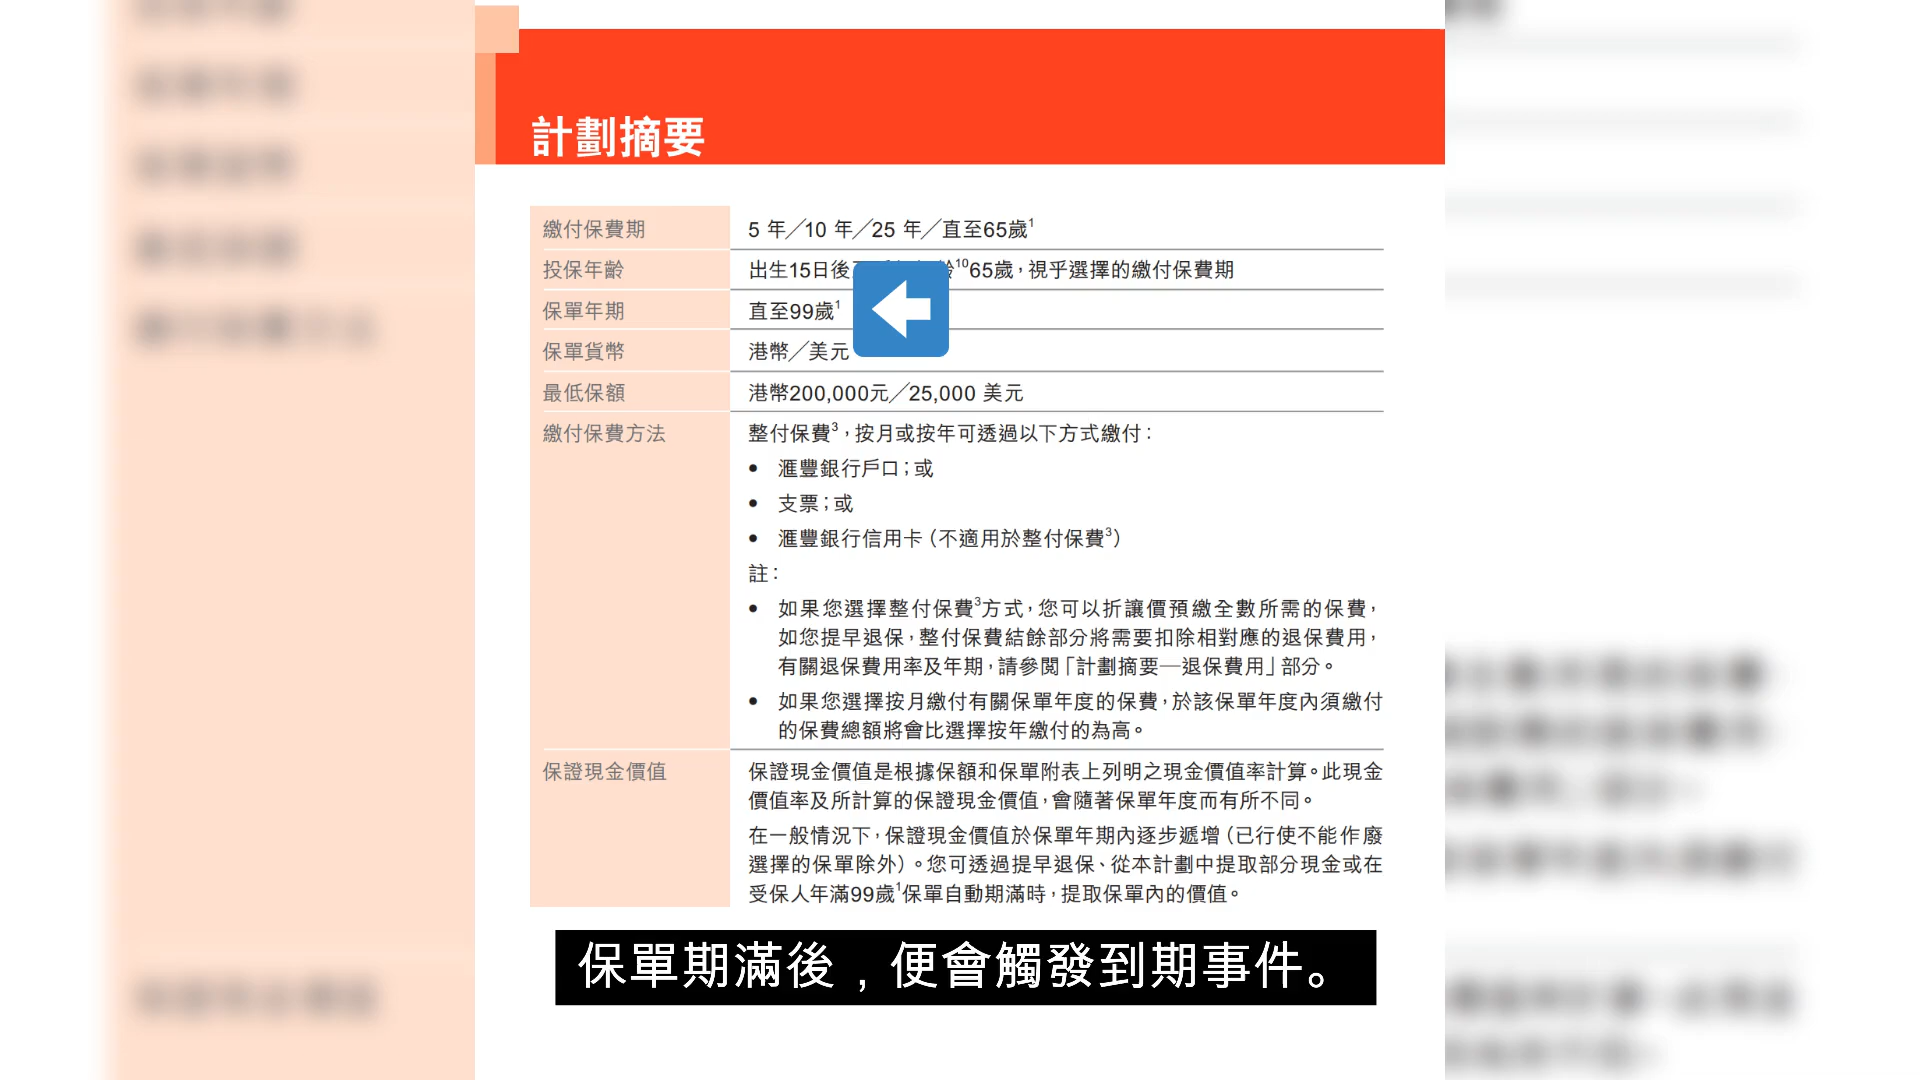 計劃摘要
繳付保費期
5 年╱10 年╱25 年╱直至65歲1
投保年齡
出生15日後 齡10 65歲，視乎選擇的繳付保費期
保單年期
直至99歲1
保單貨幣
港幣╱美元
最低保額
港幣200,000元╱25,000 美元
繳付保費方法
整付保費3，按月或按年可透過以下方式繳付：
• 滙豐銀行戶口；或
• 支票；或
• 滙豐銀行信用卡（不適用於整付保費3）
註：
• 如果您選擇整付保費3方式，您可以折讓價預繳全數所需的保費，
如您提早退保，整付保費結餘部分將需要扣除相對應的退保費用，
有關退保費用率及年期，請參閱「計劃摘要—退保費用」部分。
• 如果您選擇按月繳付有關保單年度的保費，於該保單年度內須繳付
的保費總額將會比選擇按年繳付的為高。
保證現金價值
保證現金價值是根據保額和保單附表上列明之現金價值率計算。此現金
價值率及所計算的保證現金價值，會隨著保單年度而有所不同。
在一般情況下，保證現金價值於保單年期內逐步遞增（已行使不能作廢
選擇的保單除外）。您可透過提早退保、從本計劃中提取部分現金或在
受保人年滿99歲1保單自動期滿時，提取保單內的價值。
保單期滿後，便會觸發到期事件。